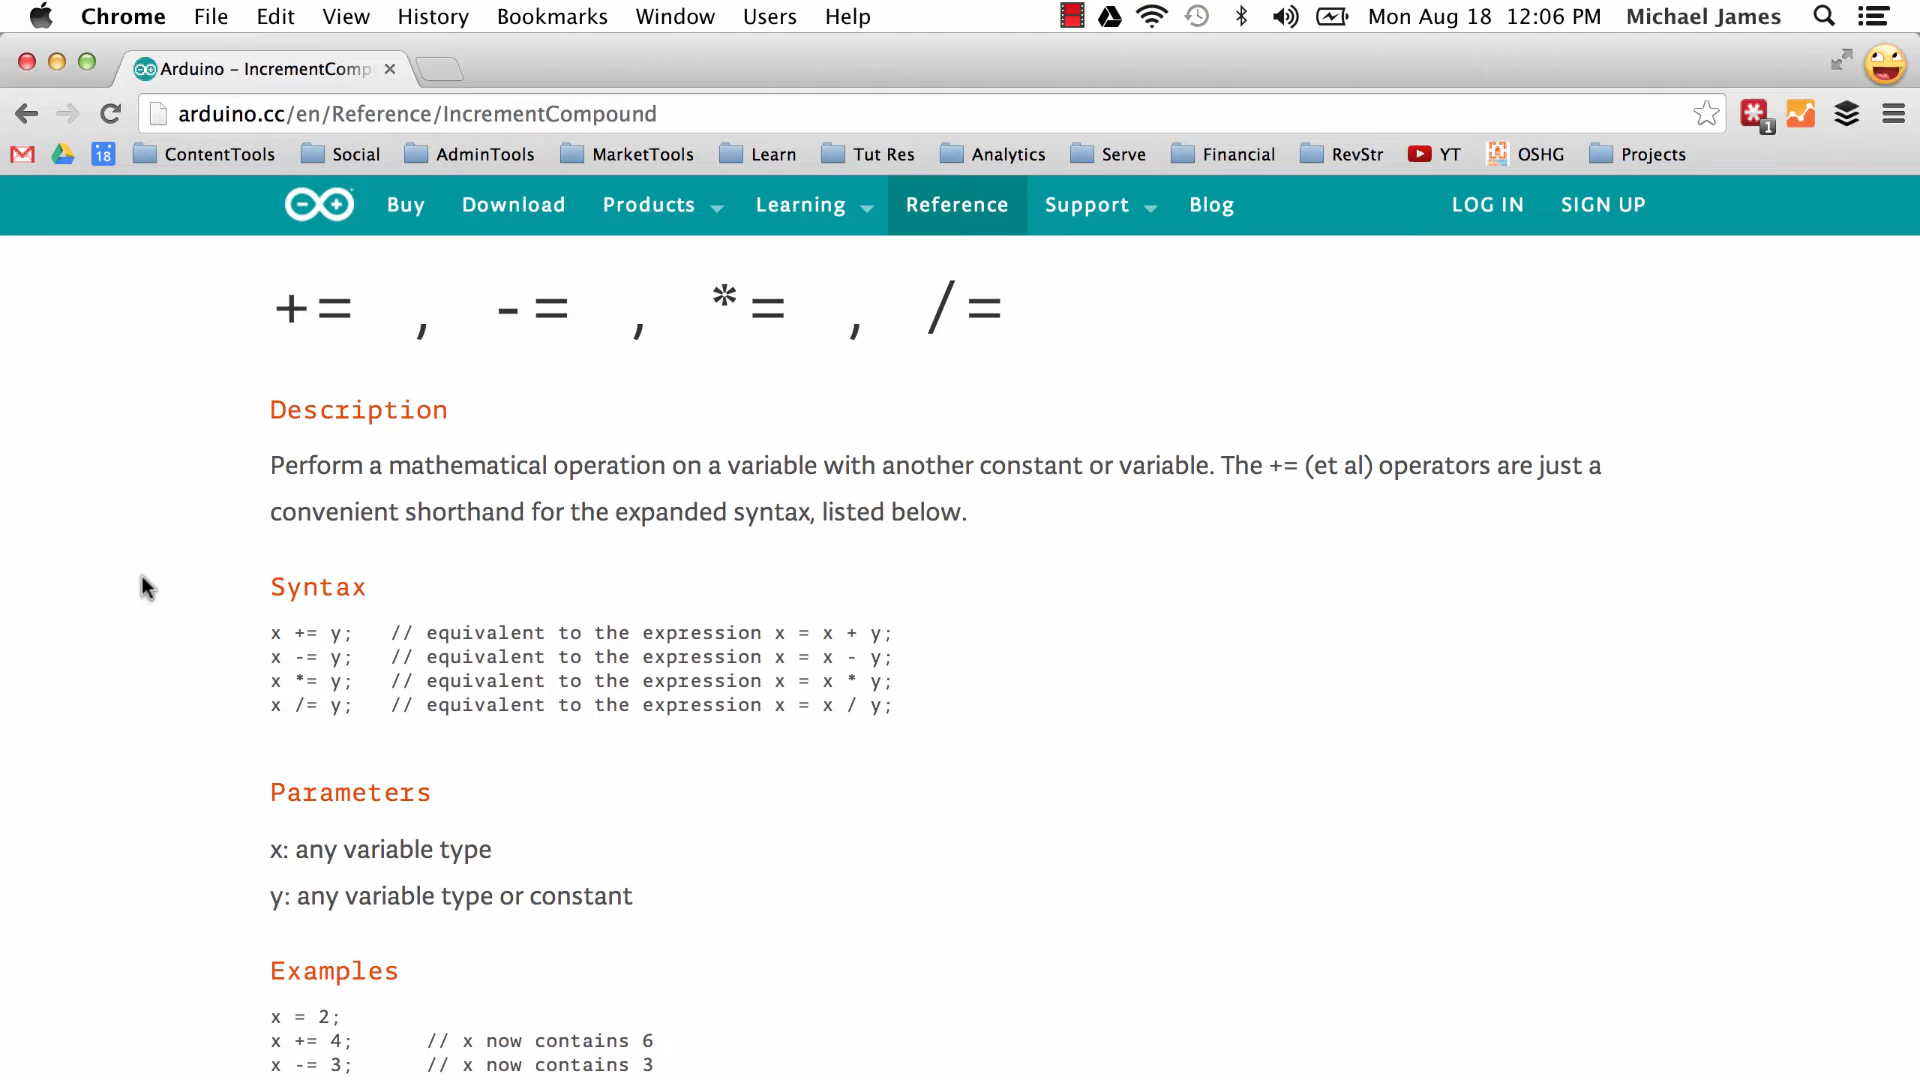 Chrome File Edit View History Bookmarks Window Users Help Mon Aug 18 12:06 PM Michael James
Arduino - IncrementComp
arduino.cc/en/Reference/IncrementCompound 1
18 ContentTools Social AdminTools MarketTools Learn Tut Res Analytics Serve Financial RevStr YT OSHG Projects
Buy Download Products Learning Reference Support Blog LOG IN SIGN UP
+= , -= , *= , /=
Description
Perform a mathematical operation on a variable with another constant or variable. The += (et al) operators are just a
convenient shorthand for the expanded syntax, listed below.
Syntax
x += y; // equivalent to the expression x = x + y;
x -= y; // equivalent to the expression x = x - y;
x *= y; // equivalent to the expression x = x * y;
x /= y; // equivalent to the expression x = x / y;
Parameters
x: any variable type
y: any variable type or constant
Examples
x = 2;
x += 4; // x now contains 6
x -= 3; // x now contains 3